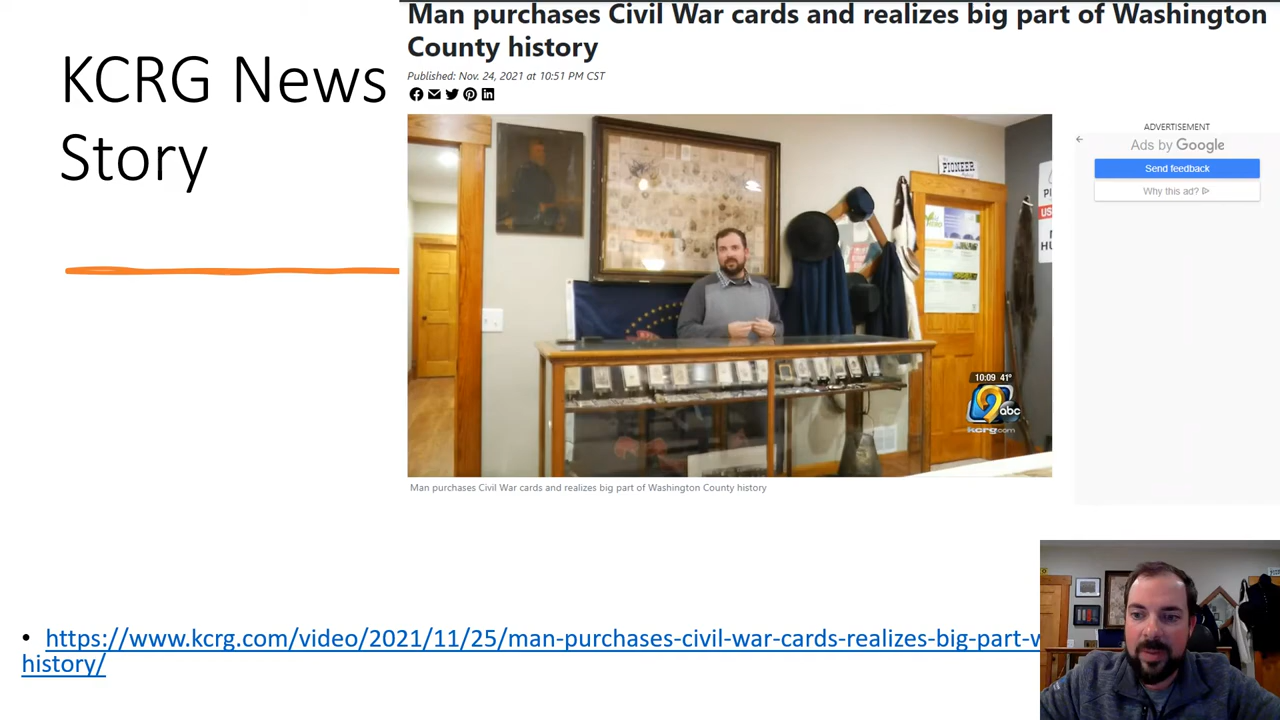 KCRG News
Story
Man purchases Civil War cards and realizes big part of Washington
County history
Published: Nov. 24, 2021 at 10:51 PM CST
PIONEER
10:09 41°
9
abc
kcrg.com
Man purchases Civil War cards and realizes big part of Washington County history
ADVERTISEMENT
Ads by Google
Send feedback
Why this ad?
• https://www.kcrg.com/video/2021/11/25/man-purchases-civil-war-cards-realizes-big-part-w
history/